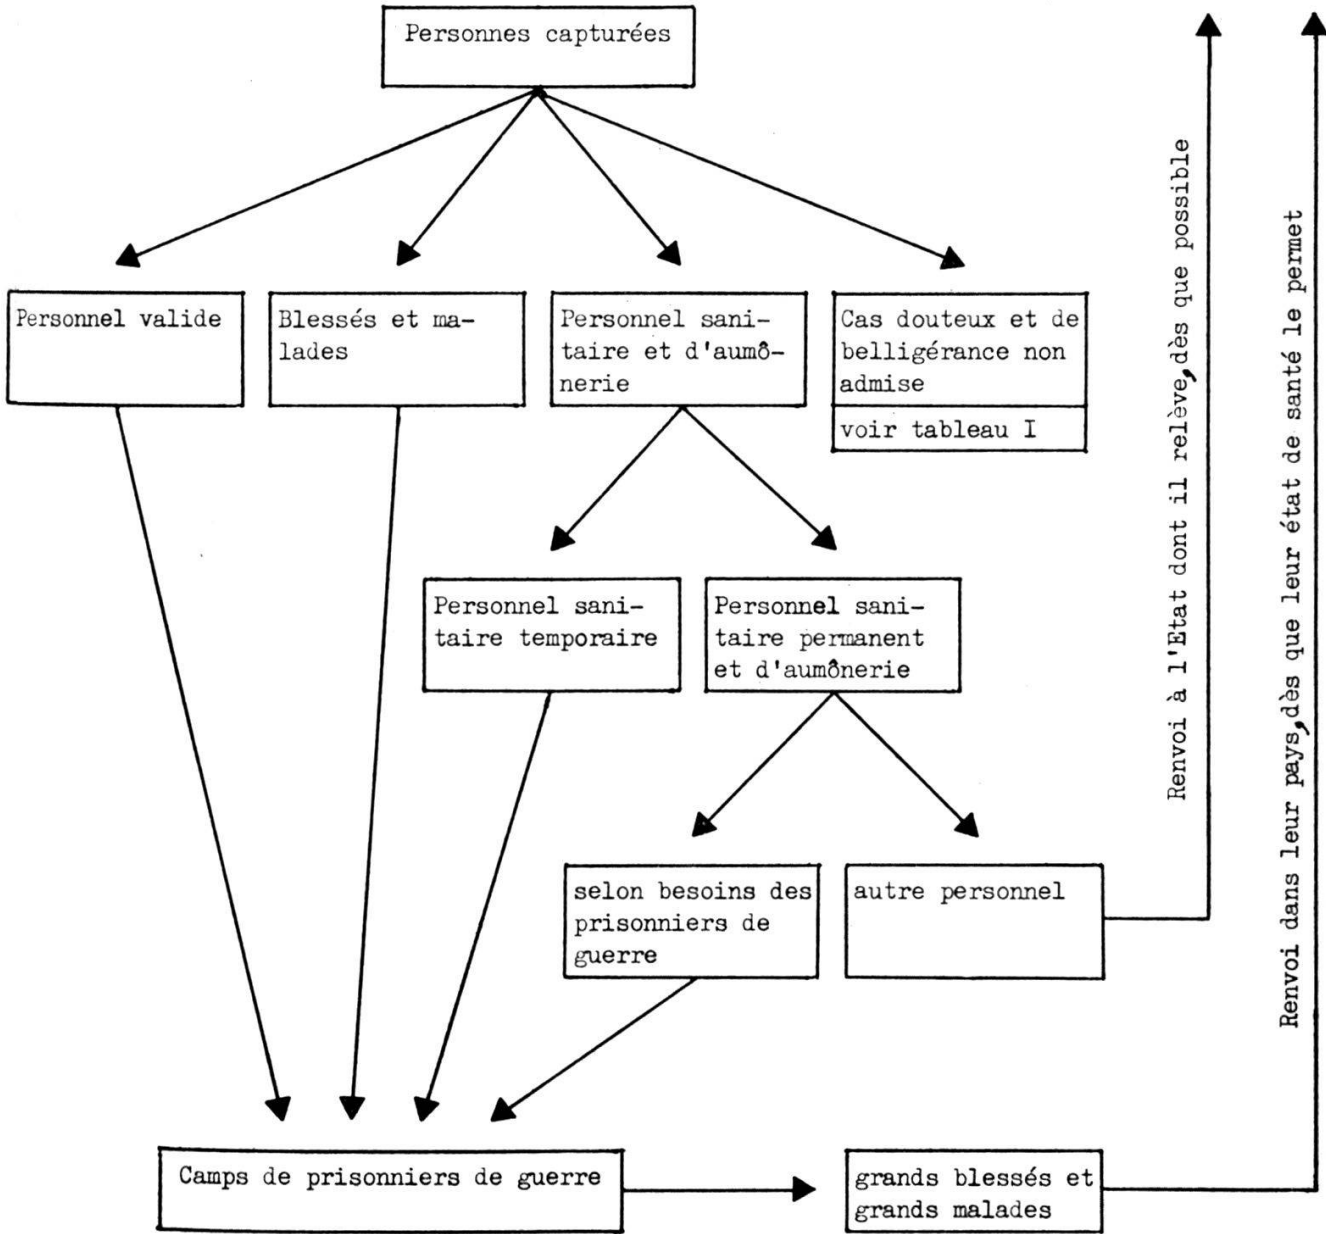 Personnes capturées
Personnel valide
Blessés et ma-
lades
Personnel sani-
taire et d'aumô-
nerie
Cas douteux et de
belligérance non
admise
voir tableau I
Personnel sani-
taire temporaire
Personnel sani-
taire permanent
et d'aumônerie
selon besoins des
prisonniers de
guerre
autre personnel
Camps de prisonniers de guerre
grands blessés et
grands malades
Renvoi à l'Etat dont il relève, dès que possible
Renvoi dans leur pays, dès que leur état de santé le permet